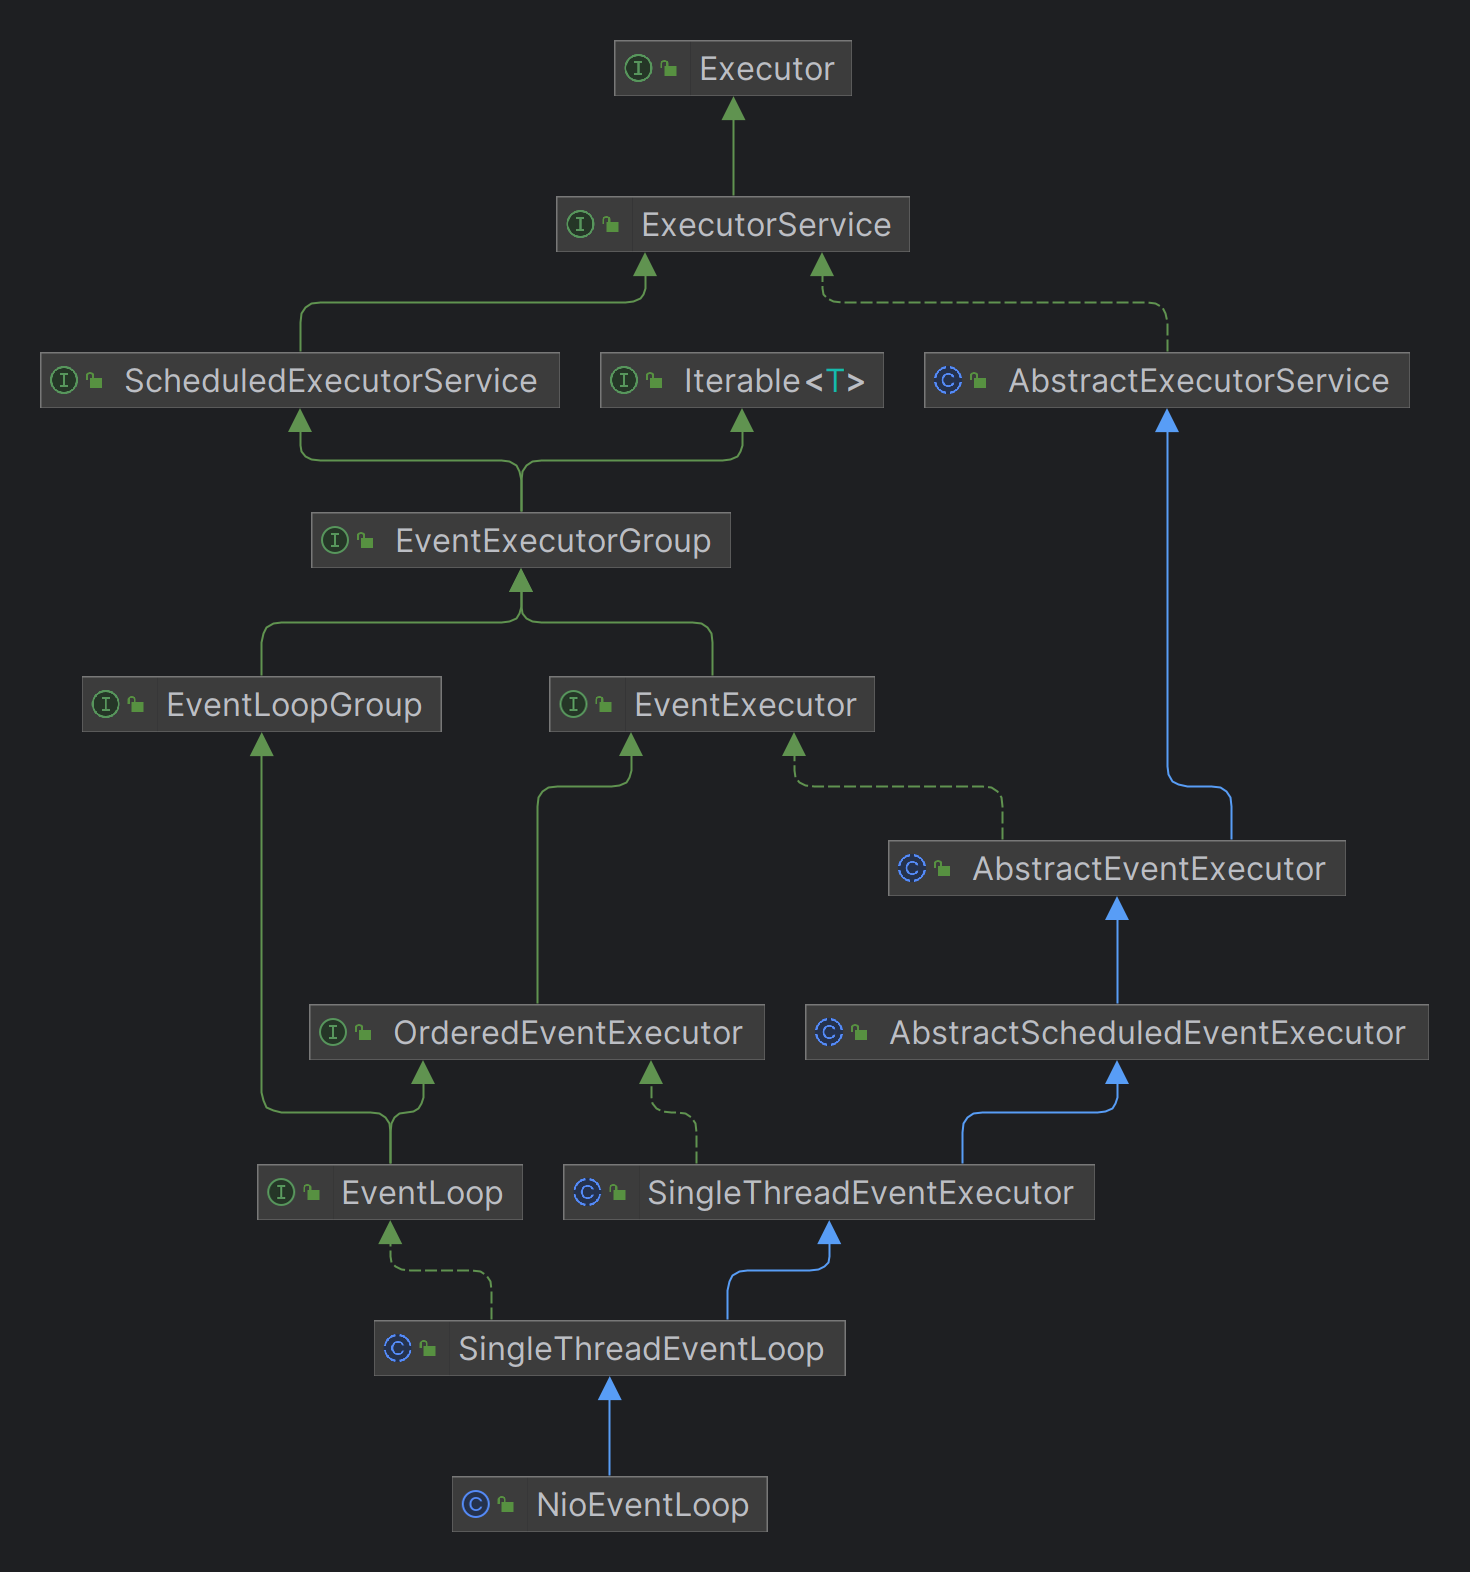 Executor
ExecutorService
ScheduledExecutorService
Iterable<T>
AbstractExecutorService
EventExecutorGroup
EventLoopGroup
EventExecutor
AbstractEventExecutor
OrderedEventExecutor
AbstractScheduledEventExecutor
EventLoop
SingleThreadEventExecutor
SingleThreadEventLoop
NioEventLoop